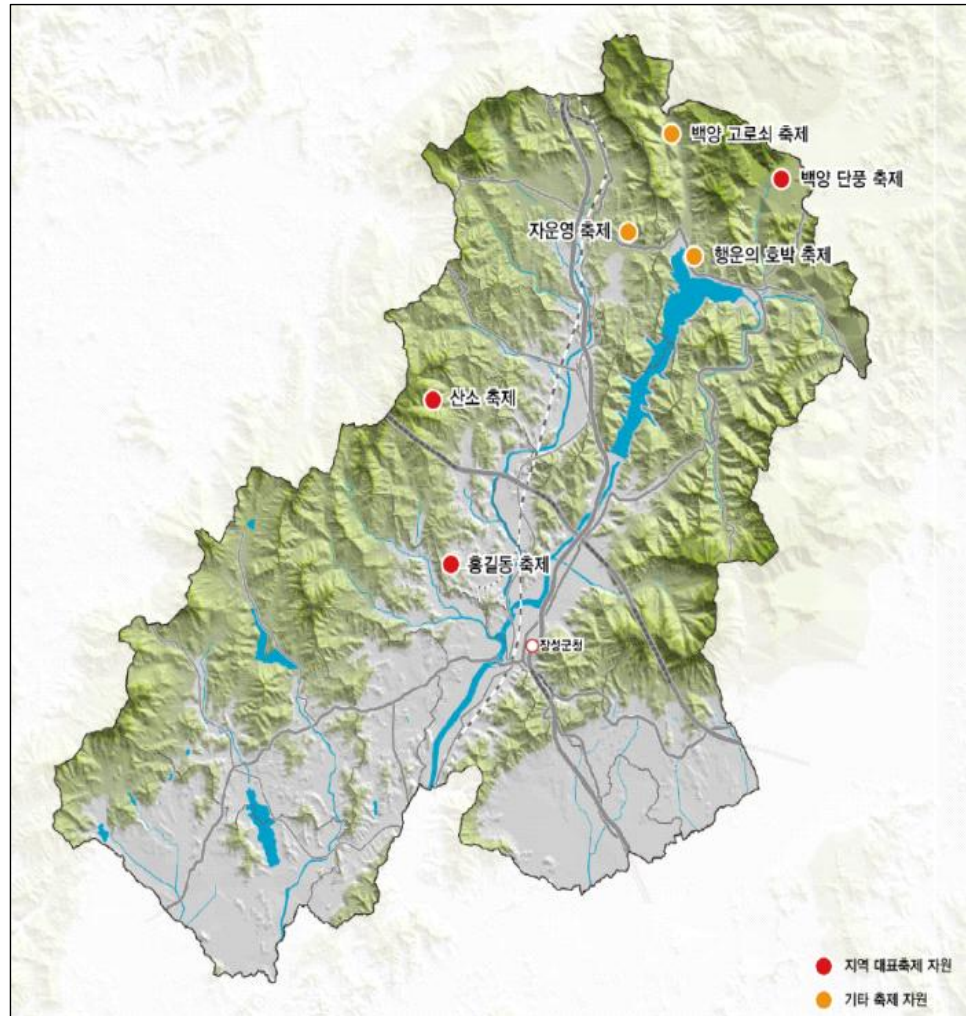 백양 고로쇠 축제
백양 단풍 축제
자운영 축제
행운의 호박 축제
산소 축제
홍길동 축제
장성군청
지역 대표축제 자원
기타 축제 자원